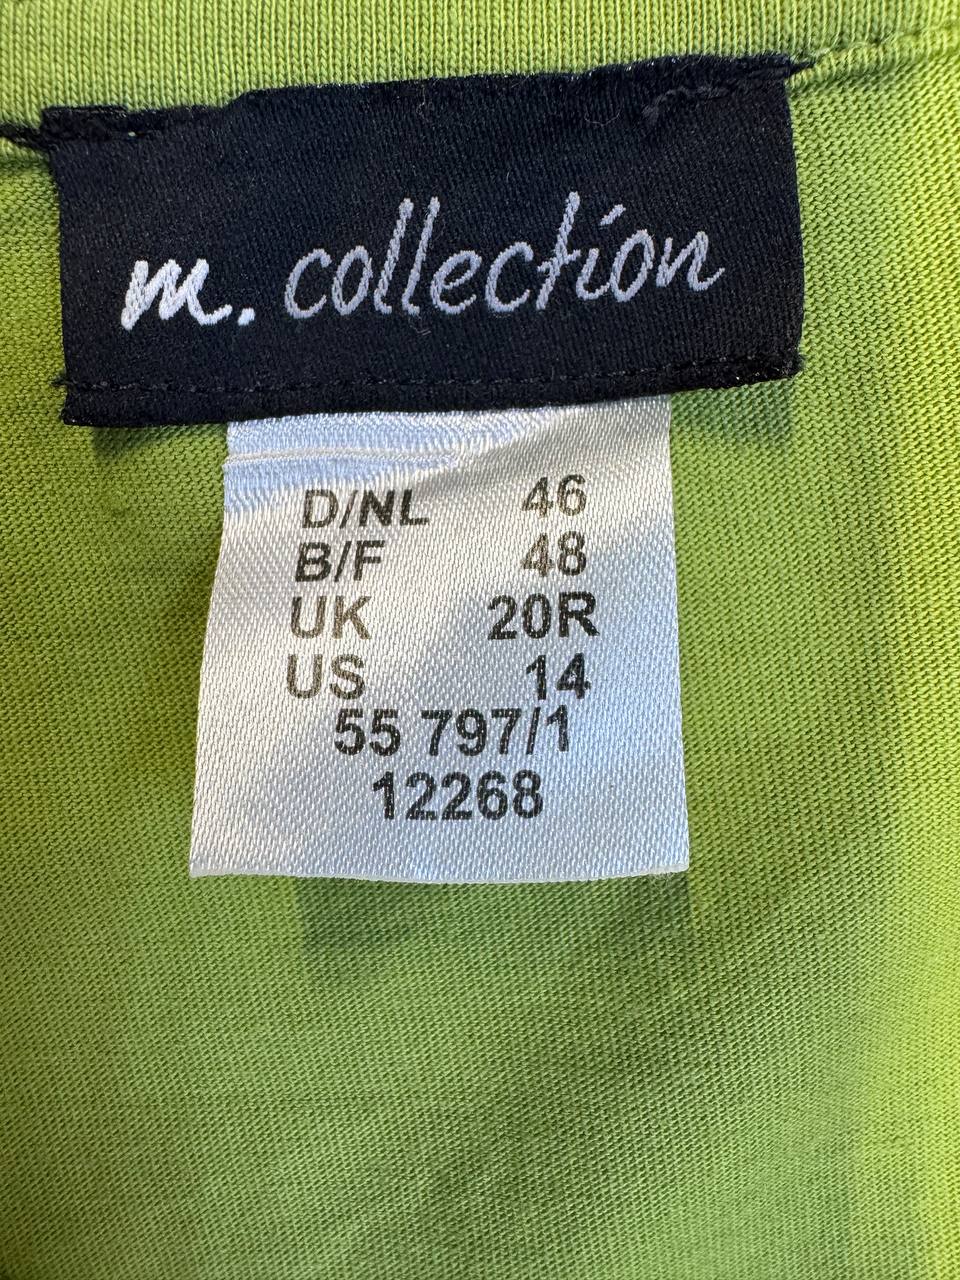 m. collection
D/NL 46
B/F 48
UK 20R
US 14
55 797/1
12268